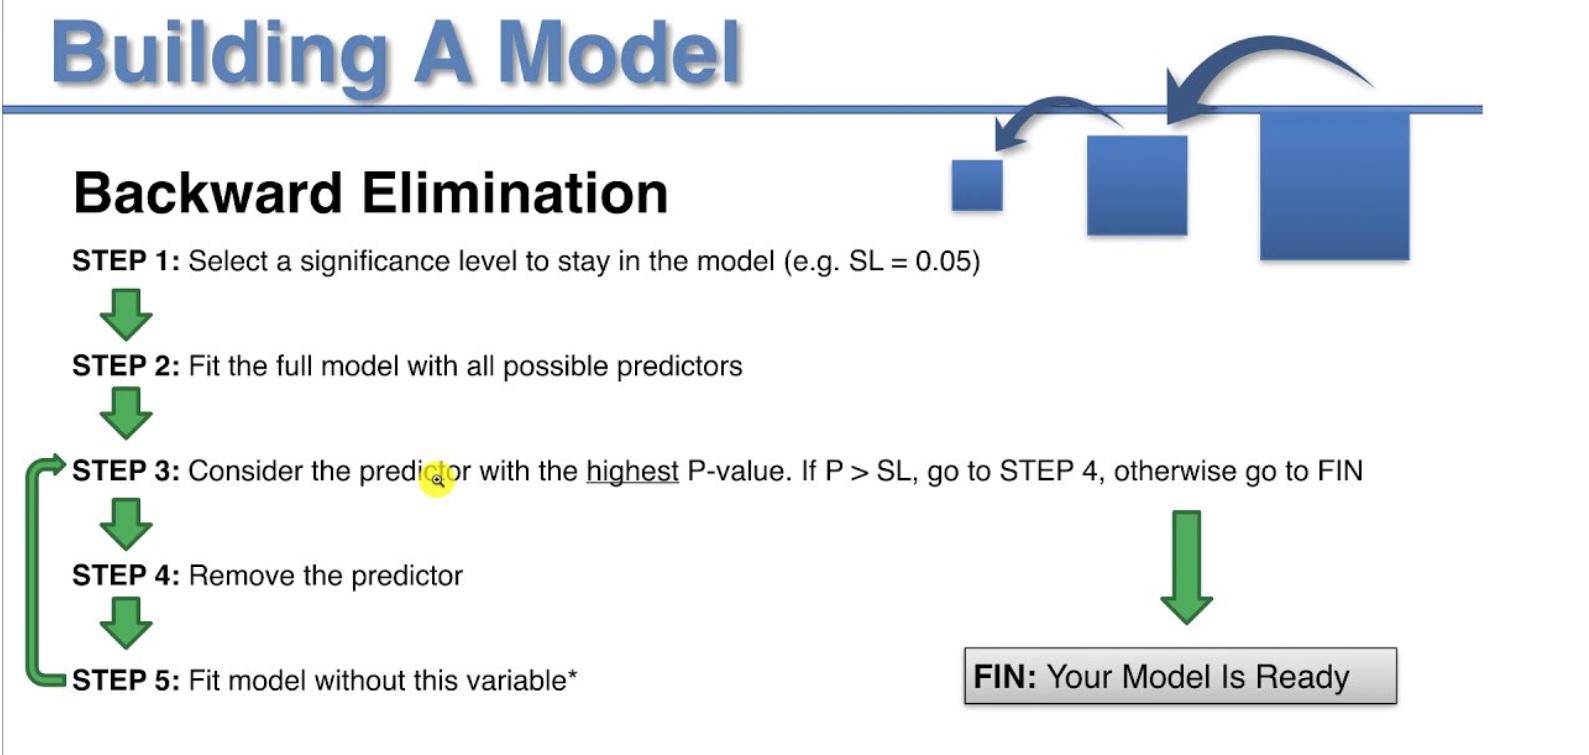 Building A Model
Backward Elimination
STEP 1: Select a significance level to stay in the model (e.g. SL = 0.05)
STEP 2: Fit the full model with all possible predictors
STEP 3: Consider the predictor with the highest P-value. If P > SL, go to STEP 4, otherwise go to FIN
STEP 4: Remove the predictor
STEP 5: Fit model without this variable*
FIN: Your Model Is Ready